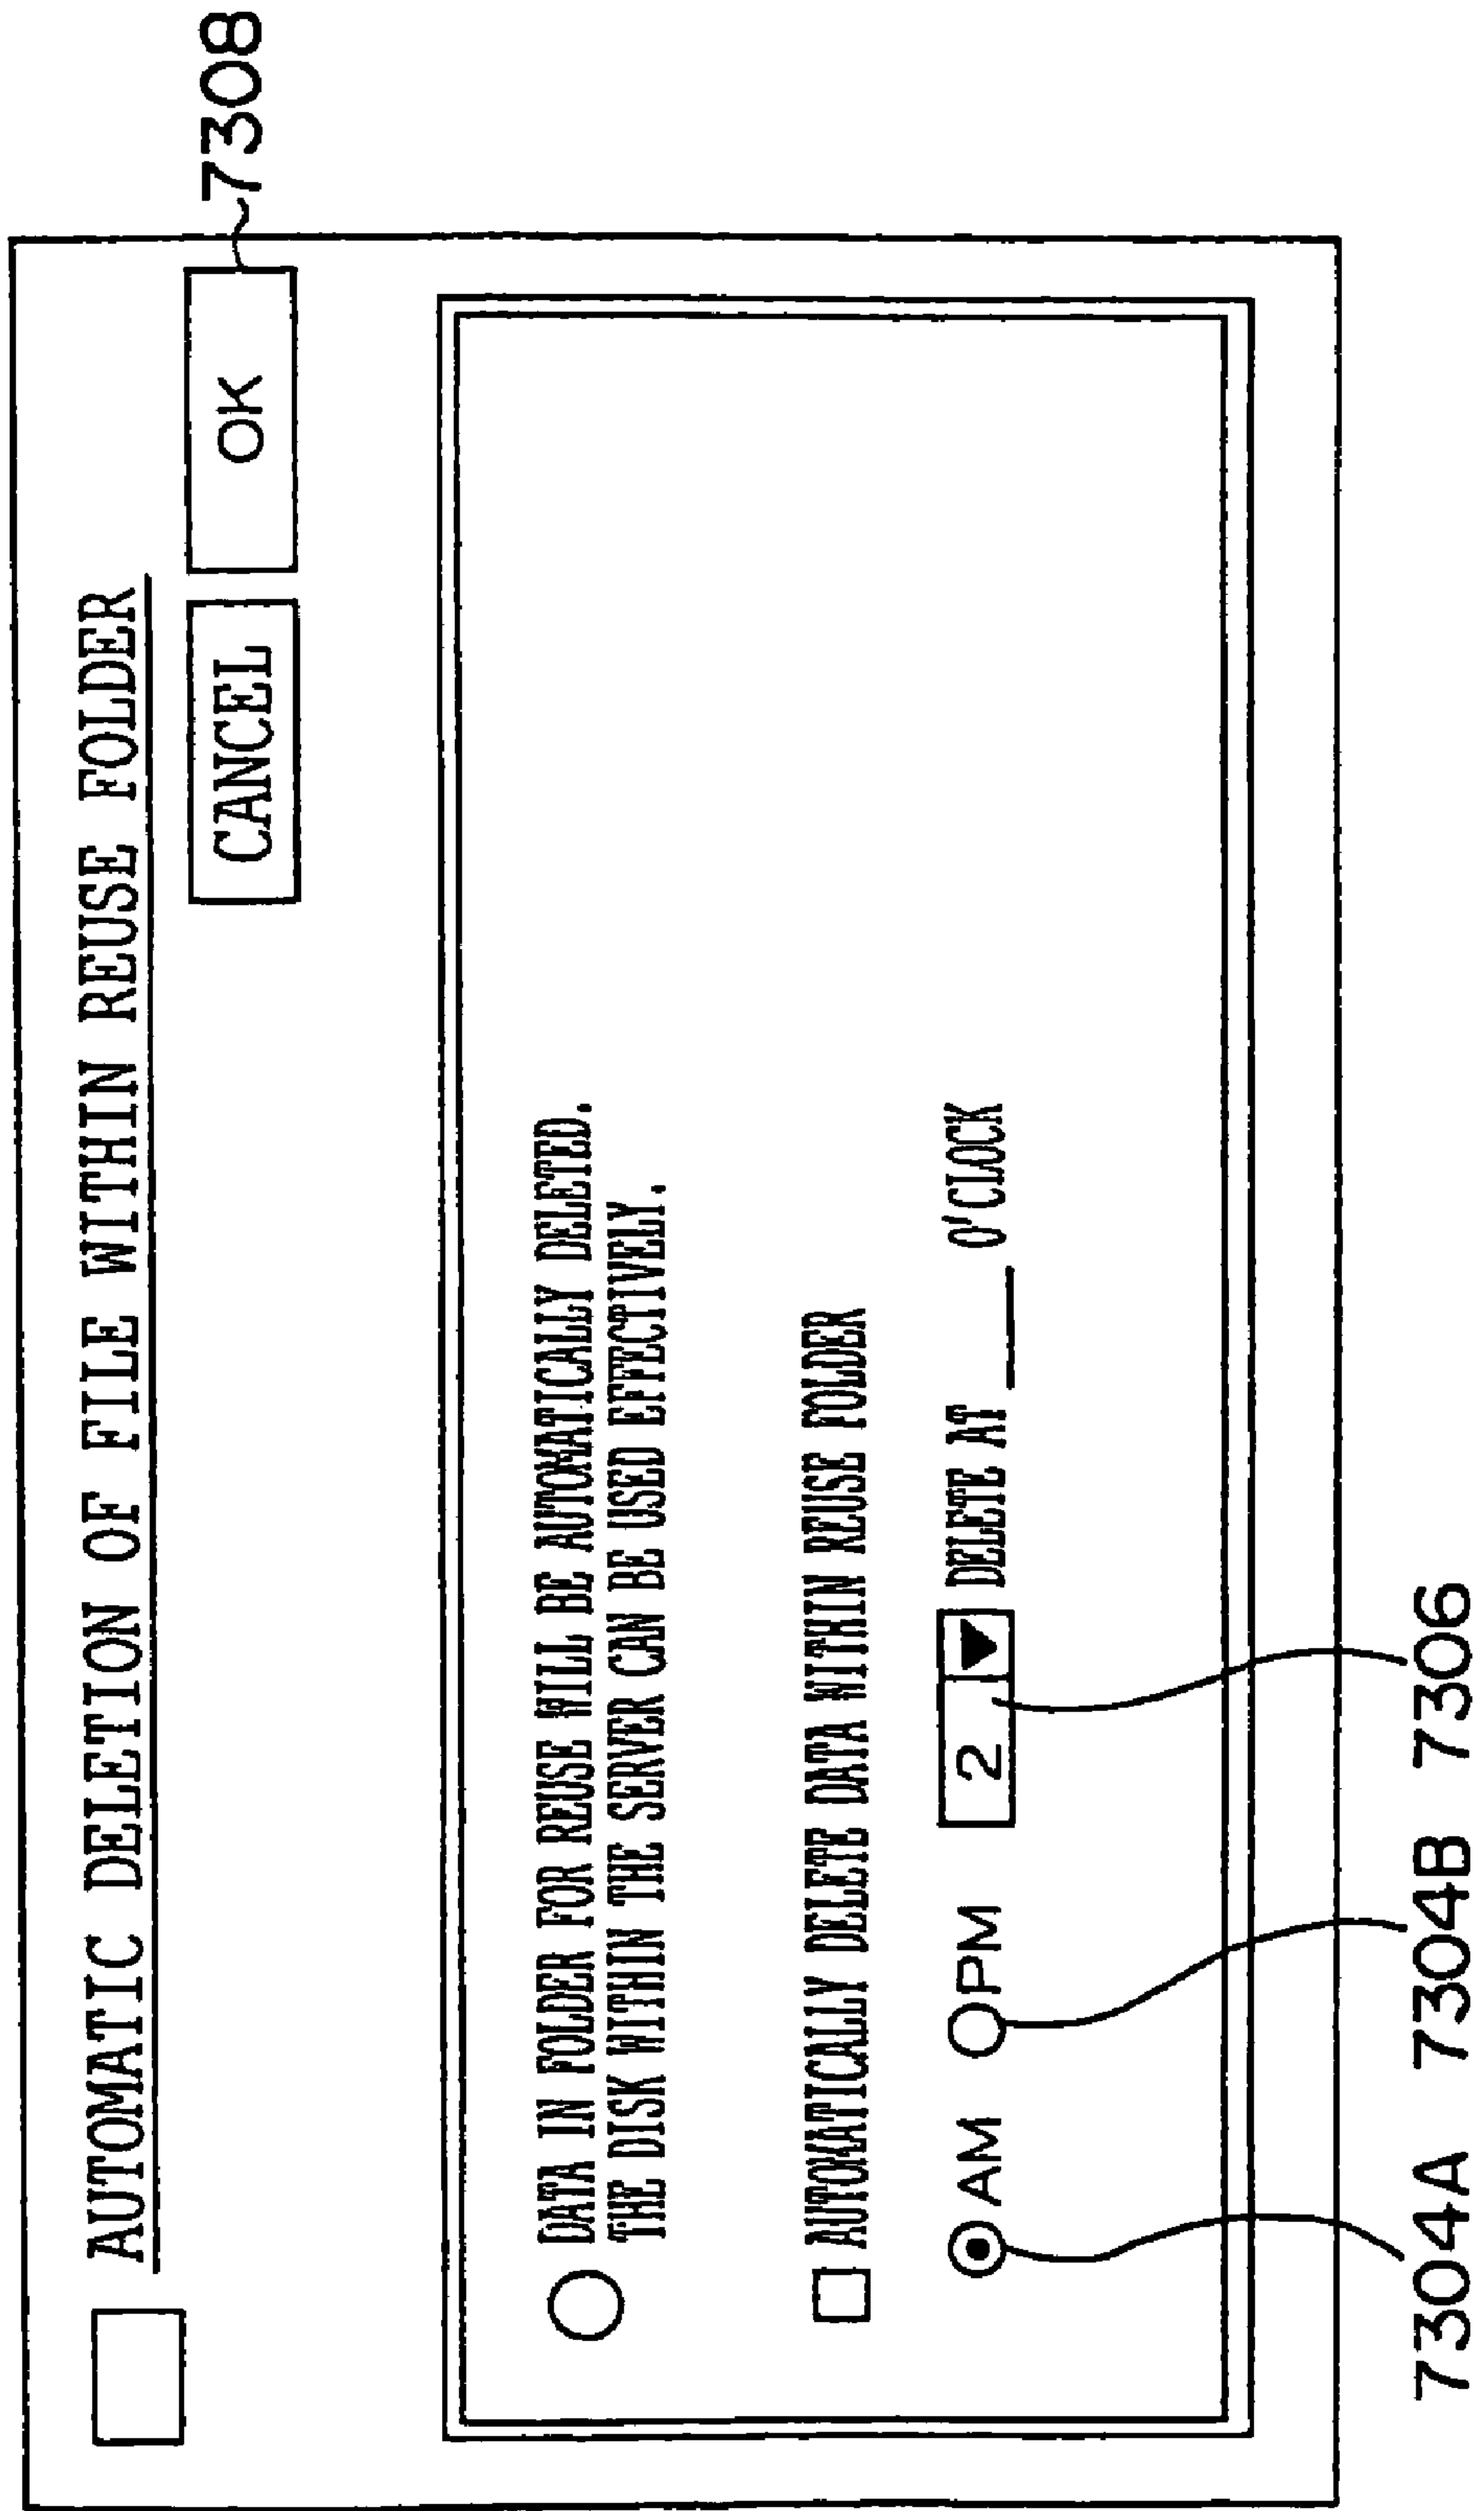 AUTOMATIC DELETION OF FILE WITHIN REUSE FOLDER
CANCEL OK
7308
DATA IN FOLDER FOR REUSE WILL BE AUTOMATICALLY DELETED.
THE DISK WITHIN THE SERVER CAN BE USED EFFECTIVELY.
AUTOMATICALLY DELETE DATA WITHIN REUSE FOLDER
AM PM 2 DELETE AT ___ O'CLOCK
7304A 7304B 7306